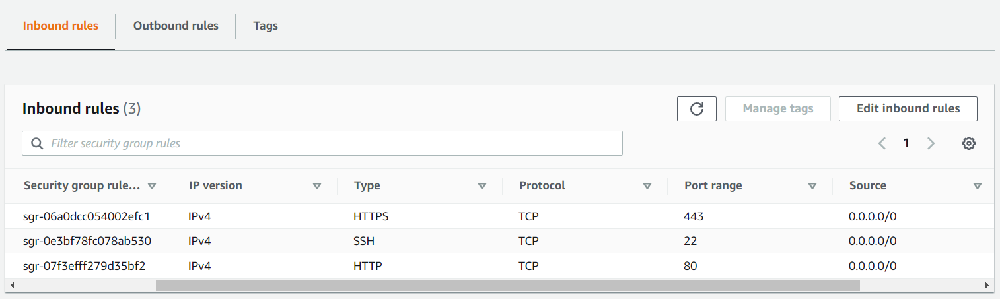 Inbound rules Outbound rules Tags
Inbound rules (3) Manage tags Edit inbound rules
Filter security group rules 1
Security group rule... IP version Type Protocol Port range Source
sgr-06a0dcc054002efc1 IPv4 HTTPS TCP 443 0.0.0.0/0
sgr-0e3bf78fc078ab530 IPv4 SSH TCP 22 0.0.0.0/0
sgr-07f3efff279d35bf2 IPv4 HTTP TCP 80 0.0.0.0/0